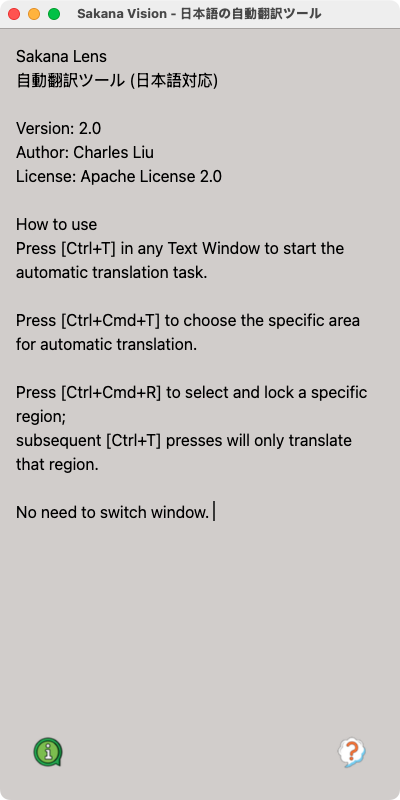 Sakana Vision - 日本語の自動翻訳ツール
Sakana Lens
自動翻訳ツール (日本語対応)
Version: 2.0
Author: Charles Liu
License: Apache License 2.0
How to use
Press [Ctrl+T] in any Text Window to start the
automatic translation task.
Press [Ctrl+Cmd+T] to choose the specific area
for automatic translation.
Press [Ctrl+Cmd+R] to select and lock a specific
region;
subsequent [Ctrl+T] presses will only translate
that region.
No need to switch window.